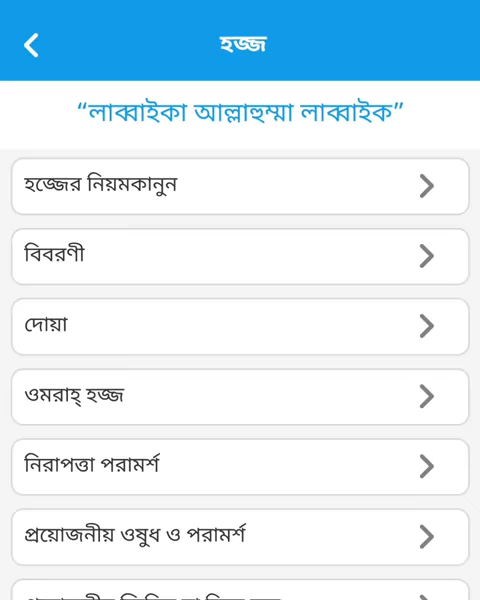 হজ্জ
“লাব্বাইকা আল্লাহুম্মা লাব্বাইক”
হজ্জের নিয়মকানুন
বিবরণী
দোয়া
ওমরাহ্ হজ্জ
নিরাপত্তা পরামর্শ
প্রয়োজনীয় ওষুধ ও পরামর্শ